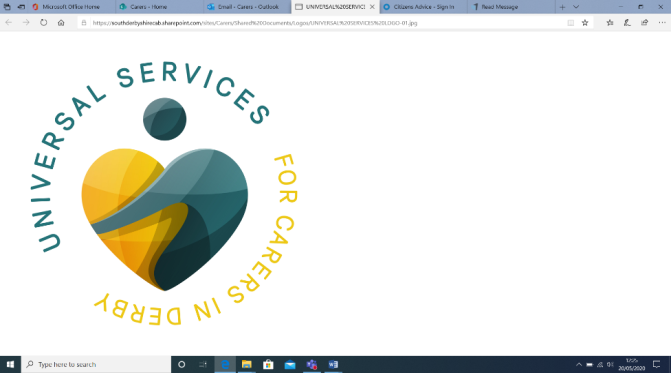 Microsoft Office Home
Carers - Home
Email - Carers - Outlook
UNIVERSAL%20SERVICE
Citizens Advice - Sign In
Read Message
https://southderbyshirecab.sharepoint.com/sites/Carers/Shared%20Documents/Logos/UNIVERSAL%20SERVICES%20LOGO-01.jpg
UNIVERSAL SERVICES
FOR CARERS IN DERBY
Type here to search
20/05/2020